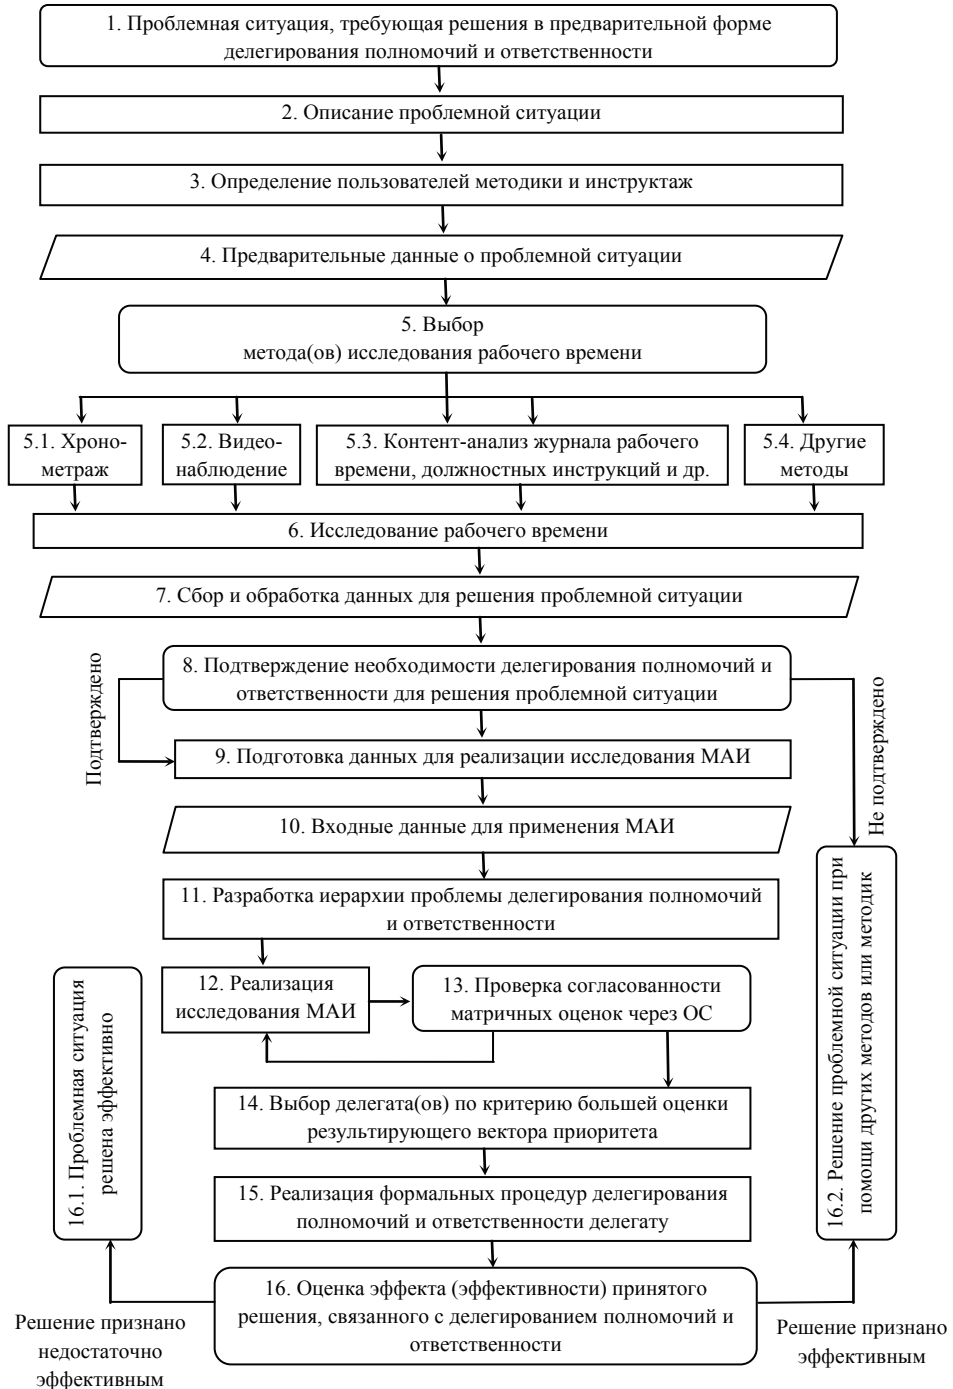 1. Проблемная ситуация, требующая решения в предварительной форме
делегирования полномочий и ответственности
2. Описание проблемной ситуации
3. Определение пользователей методики и инструктаж
4. Предварительные данные о проблемной ситуации
5. Выбор
метода(ов) исследования рабочего времени
5.1. Хроно-
метраж
5.2. Видео-
наблюдение
5.3. Контент-анализ журнала рабочего
времени, должностных инструкций и др.
5.4. Другие
методы
6. Исследование рабочего времени
7. Сбор и обработка данных для решения проблемной ситуации
8. Подтверждение необходимости делегирования полномочий и
ответственности для решения проблемной ситуации
Подтверждено
Не подтверждено
9. Подготовка данных для реализации исследования МАИ
10. Входные данные для применения МАИ
11. Разработка иерархии проблемы делегирования полномочий
и ответственности
12. Реализация
исследования МАИ
13. Проверка согласованности
матричных оценок через ОС
14. Выбор делегата(ов) по критерию большей оценки
результирующего вектора приоритета
15. Реализация формальных процедур делегирования
полномочий и ответственности делегату
16. Оценка эффекта (эффективности) принятого
решения, связанного с делегированием полномочий и
ответственности
16.1. Проблемная ситуация
решена эффективно
16.2. Решение проблемной ситуации при
помощи других методов или методик
Решение признано
недостаточно
эффективным
Решение признано
эффективным